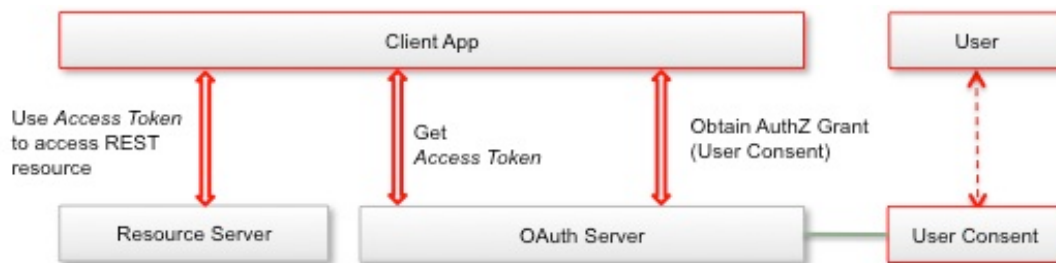 Client App
User
Use Access Token
to access REST
resource
Get
Access Token
Obtain AuthZ Grant
(User Consent)
Resource Server
OAuth Server
User Consent